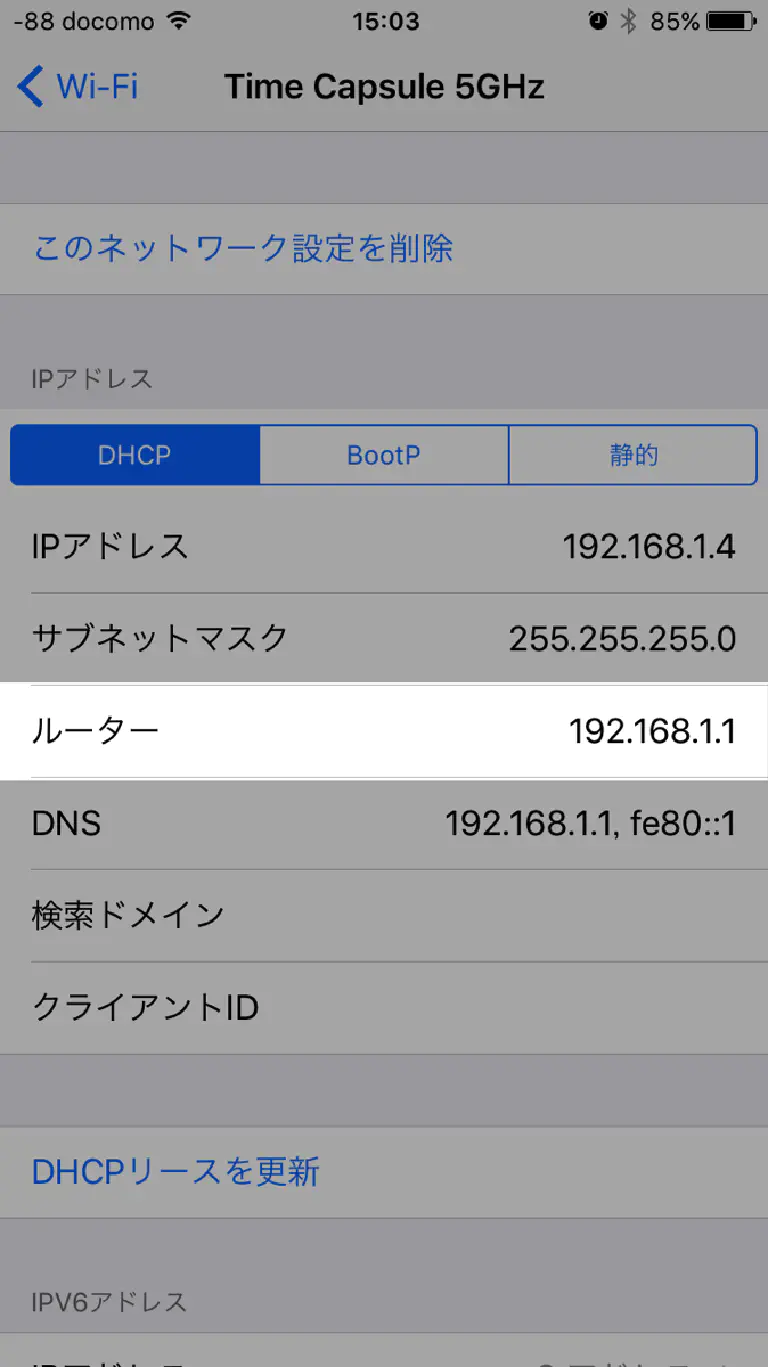 -88 docomo 15:03 85%
Wi-Fi Time Capsule 5GHz
このネットワーク設定を削除
IPアドレス
DHCP BootP 静的
IPアドレス 192.168.1.4
サブネットマスク 255.255.255.0
ルーター 192.168.1.1
DNS 192.168.1.1, fe80::1
検索ドメイン
クライアントID
DHCPリースを更新
IPV6アドレス